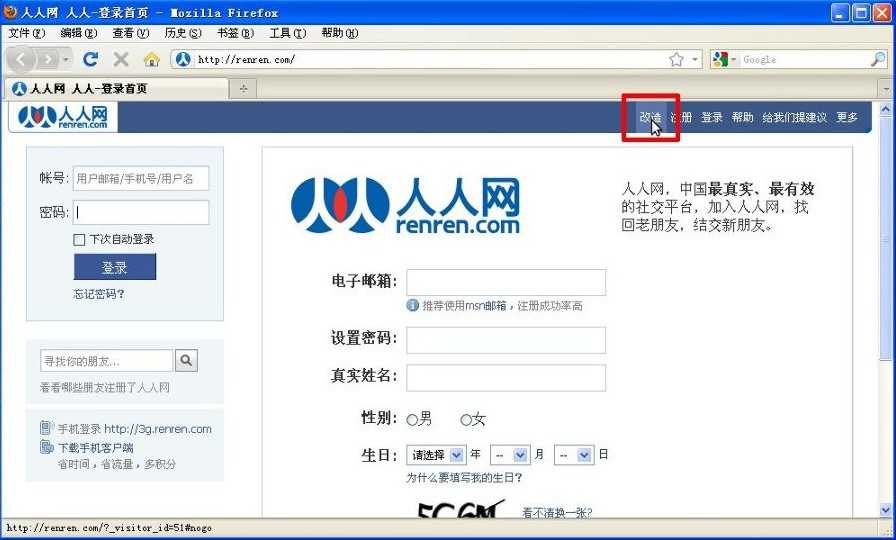 人人网 人人-登录首页 - Mozilla Firefox
文件(F) 编辑(E) 查看(V) 历史(S) 书签(B) 工具(T) 帮助(H)
http://renren.com/
Google
人人网 人人-登录首页
人人网
renren.com
改造 注册 登录 帮助 给我们提建议 更多
帐号: 用户邮箱/手机号/用户名
密码:
下次自动登录
登录
忘记密码?
寻找你的朋友...
看看哪些朋友注册了人人网
手机登录 http://3g.renren.com
下载手机客户端
省时间，省流量，多积分
人人网
renren.com
人人网，中国最真实、最有效
的社交平台，加入人人网，找
回老朋友，结交新朋友。
电子邮箱:
推荐使用msn邮箱，注册成功率高
设置密码:
真实姓名:
性别: 男 女
生日: 请选择 年 -- 月 -- 日
为什么要填写我的生日?
看不清换一张?
http://renren.com/?_visitor_id=51#nogo